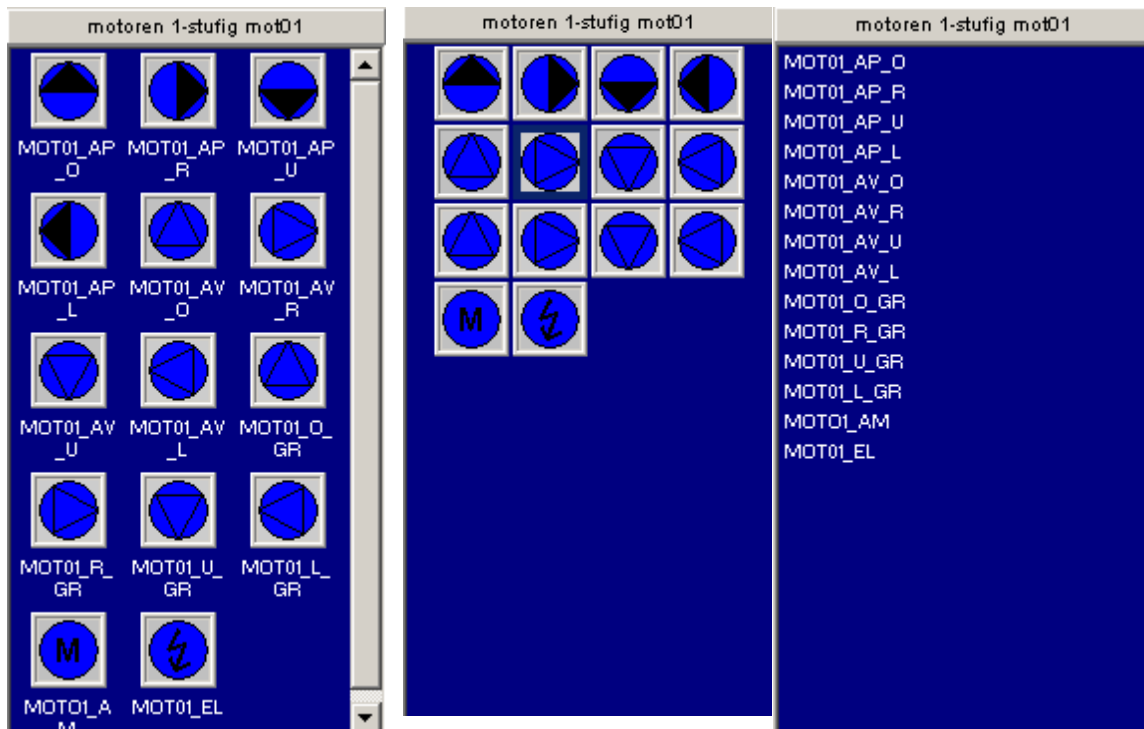 motoren 1-stufig mot01
MOT01_AP
_O
MOT01_AP
_R
MOT01_AP
_U
MOT01_AP
_L
MOT01_AV
_O
MOT01_AV
_R
MOT01_AV
_U
MOT01_AV
_L
MOT01_O_
GR
MOT01_R_
GR
MOT01_U_
GR
MOT01_L_
GR
M
MOTO1_A
M
MOT01_EL
motoren 1-stufig mot01
M
motoren 1-stufig mot01
MOT01_AP_O
MOT01_AP_R
MOT01_AP_U
MOT01_AP_L
MOT01_AV_O
MOT01_AV_R
MOT01_AV_U
MOT01_AV_L
MOT01_O_GR
MOT01_R_GR
MOT01_U_GR
MOT01_L_GR
MOTO1_AM
MOT01_EL